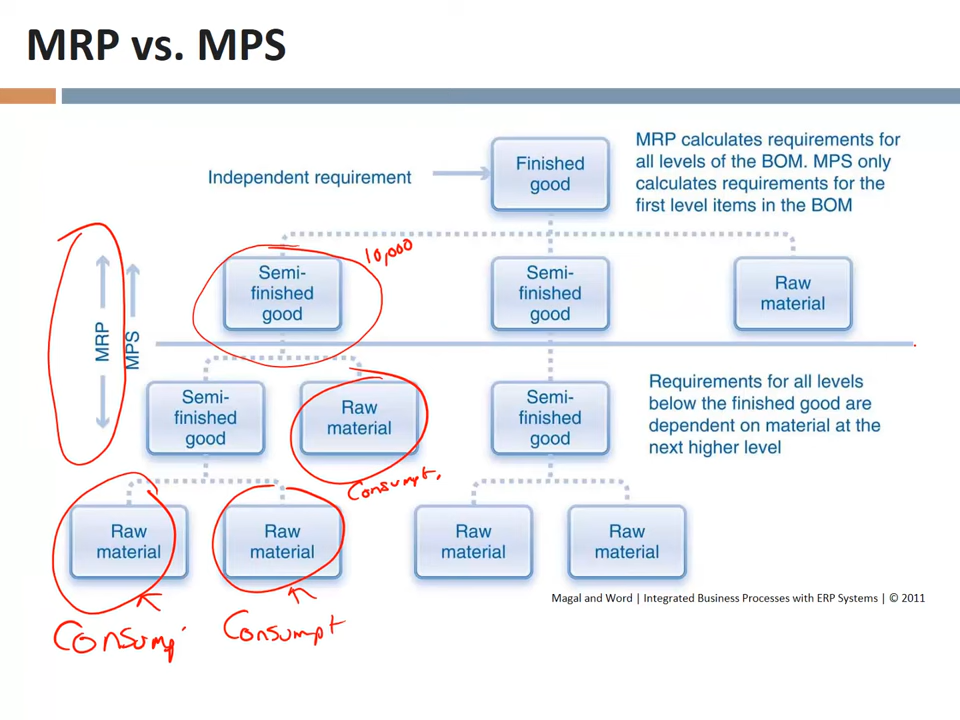 MRP vs. MPS
Independent requirement
Finished
good
MRP calculates requirements for
all levels of the BOM. MPS only
calculates requirements for the
first level items in the BOM
10,000
Semi-
finished
good
Semi-
finished
good
Raw
material
MRP
MPS
Semi-
finished
good
Raw
material
Semi-
finished
good
Requirements for all levels
below the finished good are
dependent on material at the
next higher level
Consumpt.
Raw
material
Raw
material
Raw
material
Raw
material
Magal and Word | Integrated Business Processes with ERP Systems | © 2011
Consump
Consumpt